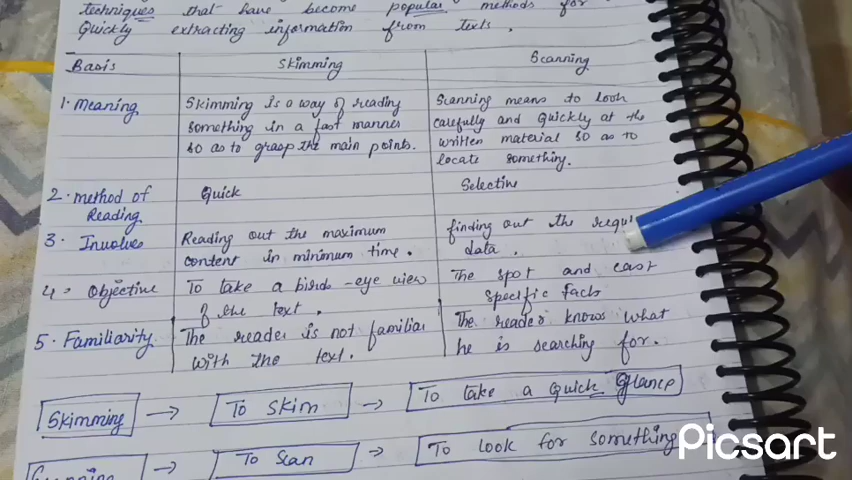 techniques that have become popular methods for
Quickly extracting information from Texts.
Basis
Skimming
Scanning
1. Meaning
Skimming is a way of reading
something in a fast manner
so as to grasp the main points.
Scanning means to look
carefully and Quickly at the
written material so as to
locate something.
2. Method of
Reading
Quick
Selective
3. Involves
Reading out the maximum
content in minimum time.
finding out the
data.
4. Objective
To take a birds-eye view
of the text.
The spot and
specific facts
5. Familiarity
The reader is not familiar
with the text.
The reader knows what
he is searching for.
Skimming → To Skim → To take a Quick Glance
→ To Scan → To look for something
Picsart